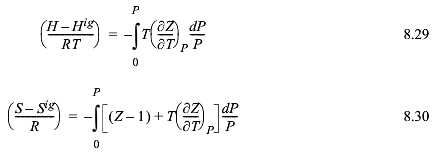 (H – H^{ig} / RT) = –∫_0^P T(∂Z/∂T)_P dP/P 8.29
(S – S^{ig} / R) = –∫_0^P [(Z – 1) + T(∂Z/∂T)_P] dP/P 8.30